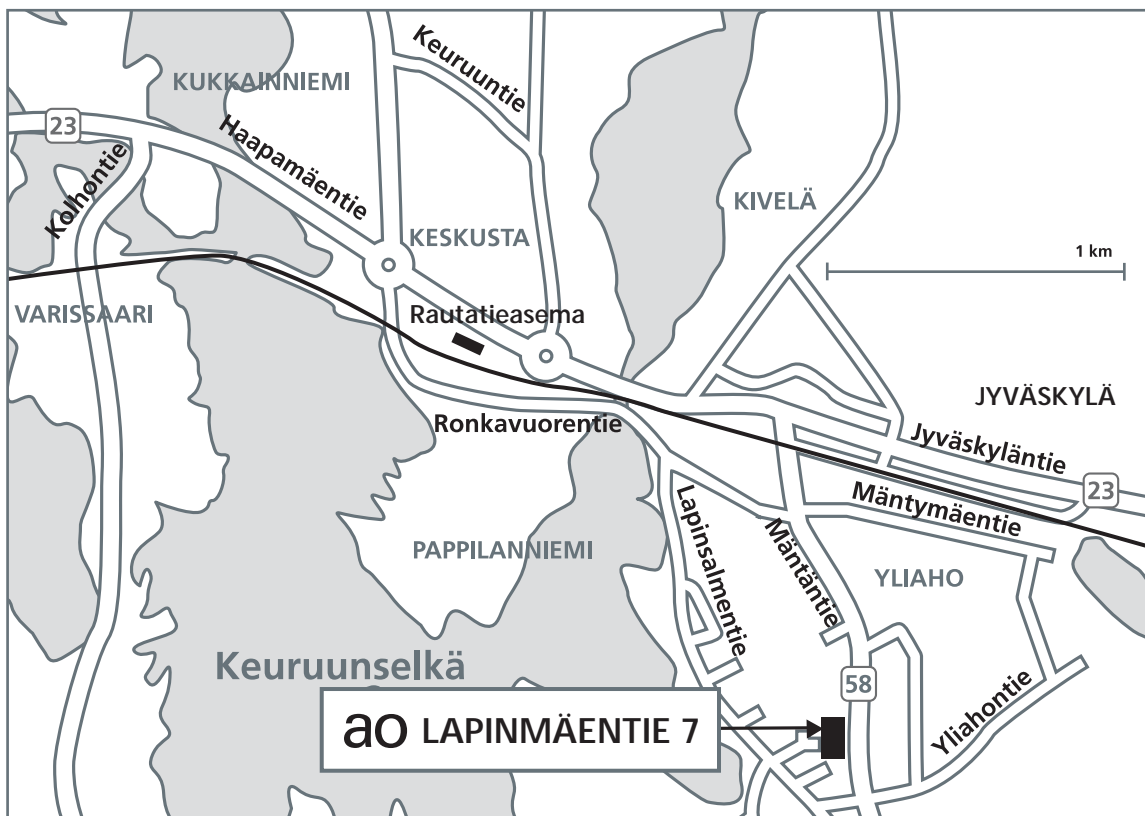 KUKKAINNIEMI
Keuruuntie
23
Haapamäentie
Kolhontie
KIVELÄ
KESKUSTA
1 km
VARISSAARI
Rautatieasema
JYVÄSKYLÄ
Ronkavuorentie
Jyväskyläntie
23
Mäntymäentie
Lapinsalmentie
Mäntäntie
PAPPILANNIEMI
YLIAHO
Keuruunselkä
58
Yliahontie
ao LAPINMÄENTIE 7